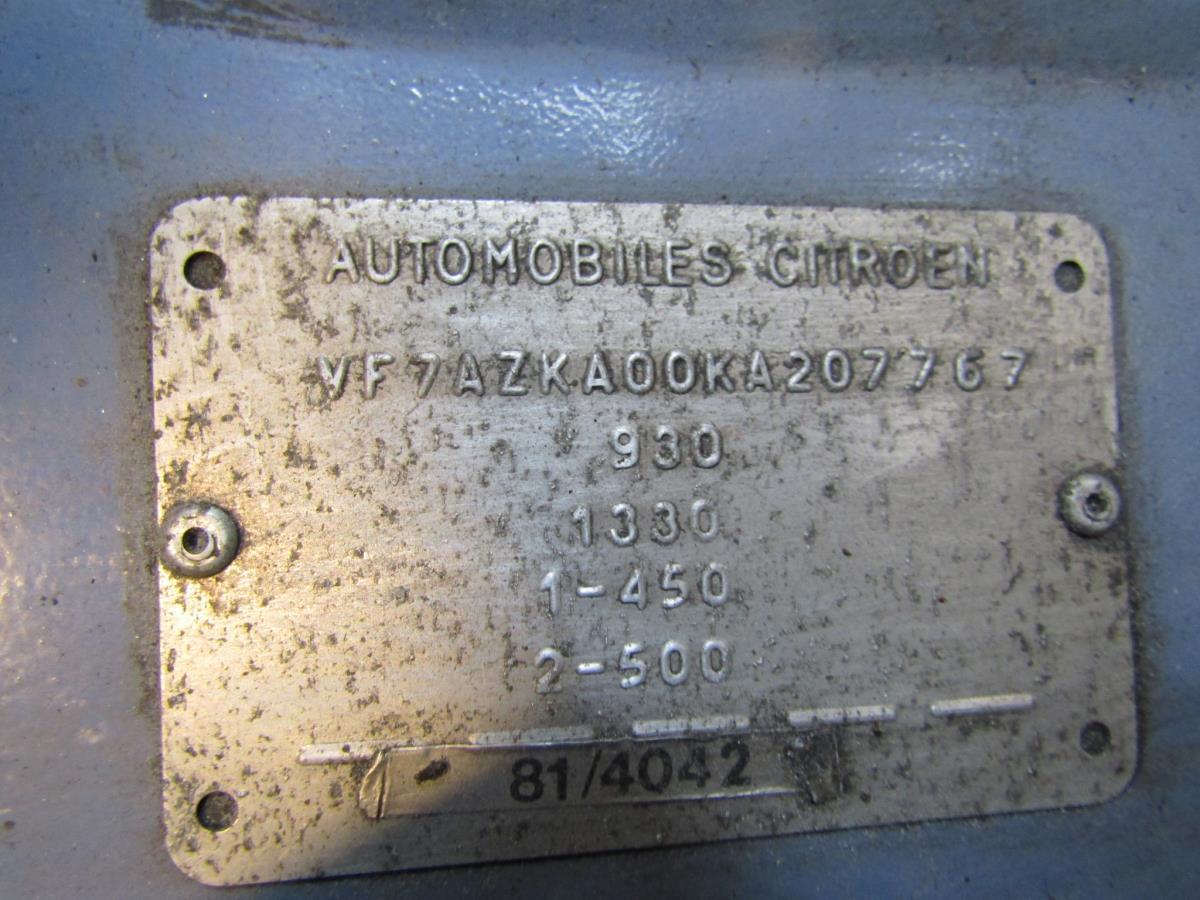 AUTOMOBILES CITROEN
VF7AZKA00KA207767
930
1330
1-450
2-500
81/4042